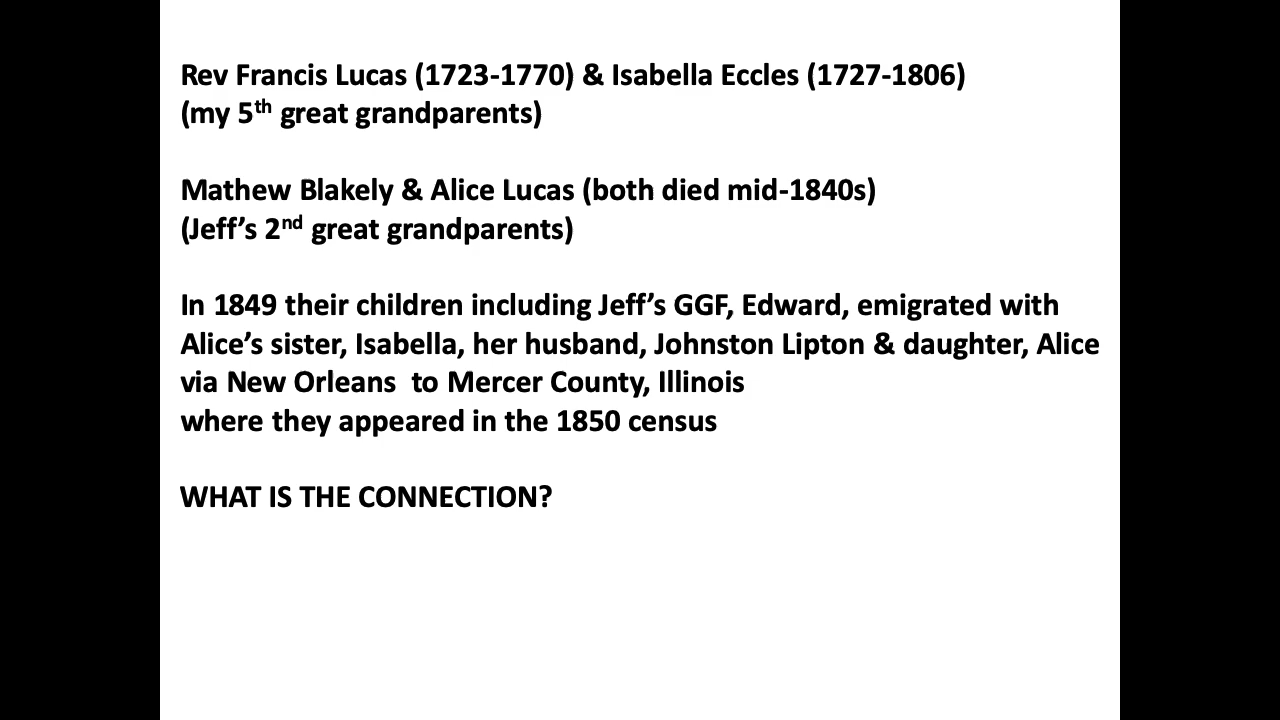 Rev Francis Lucas (1723-1770) & Isabella Eccles (1727-1806)
(my 5th great grandparents)
Mathew Blakely & Alice Lucas (both died mid-1840s)
(Jeff’s 2nd great grandparents)
In 1849 their children including Jeff’s GGF, Edward, emigrated with
Alice’s sister, Isabella, her husband, Johnston Lipton & daughter, Alice
via New Orleans  to Mercer County, Illinois
where they appeared in the 1850 census
WHAT IS THE CONNECTION?